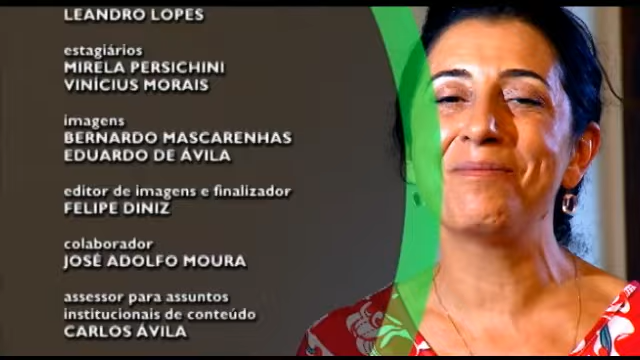 LEANDRO LOPES
estagiários
MIRELA PERSICHINI
VINÍCIUS MORAIS
imagens
BERNARDO MASCARENHAS
EDUARDO DE ÁVILA
editor de imagens e finalizador
FELIPE DINIZ
colaborador
JOSÉ ADOLFO MOURA
assessor para assuntos
institucionais de conteúdo
CARLOS ÁVILA